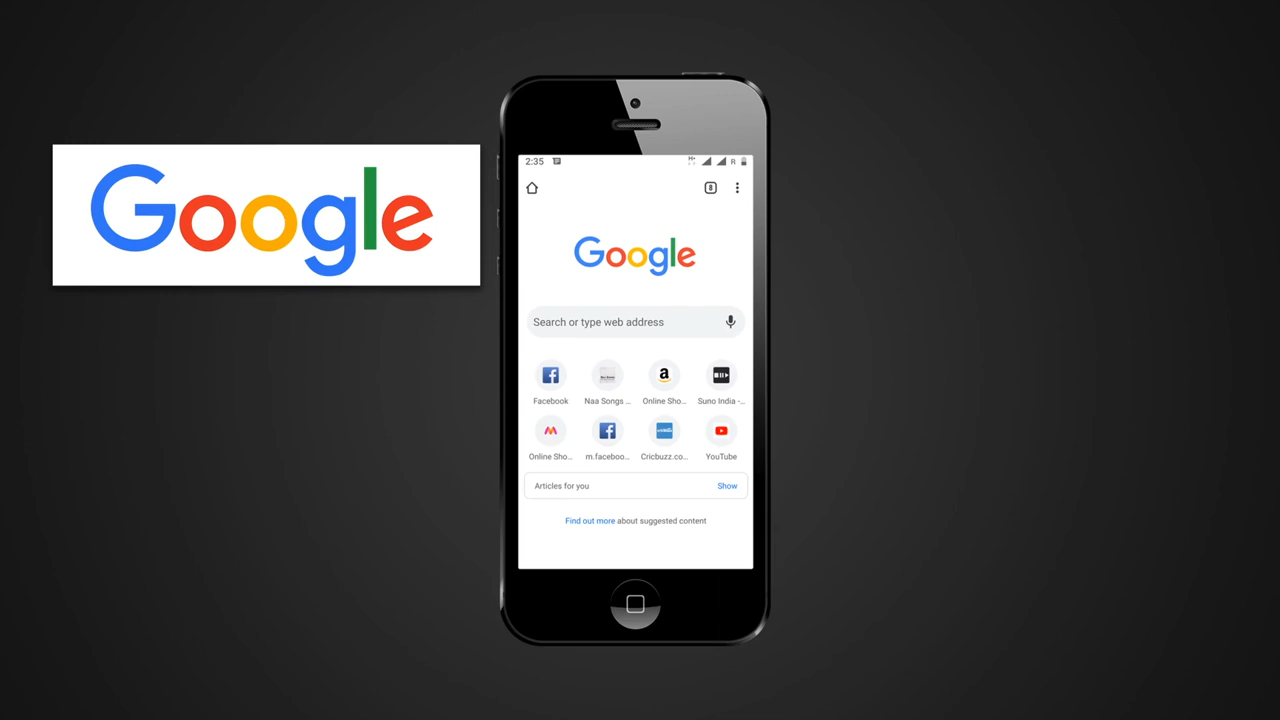 Google
2:35
H+ R
8
Google
Search or type web address
Facebook
Naa Songs ...
Online Sho...
Suno India -...
Online Sho...
m.faceboo...
Cricbuzz.co...
YouTube
Articles for you
Show
Find out more about suggested content